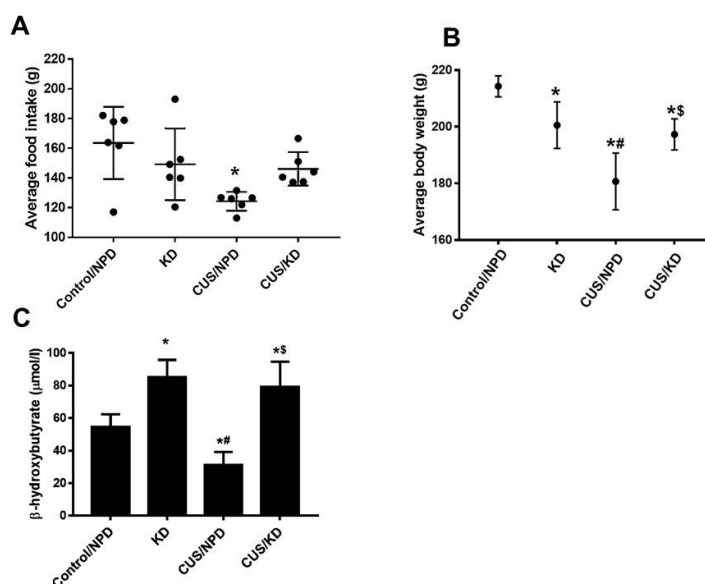 A
Average food intake (g)
220
200
180
160
140
120
100
*
Control/NPD
KD
CUS/NPD
CUS/KD
B
Average body weight (g)
220
200
180
160
*
*#
*$
Control/NPD
KD
CUS/NPD
CUS/KD
C
β-hydroxybutyrate (μmol/l)
100
80
60
40
20
0
*
*#
*$
Control/NPD
KD
CUS/NPD
CUS/KD